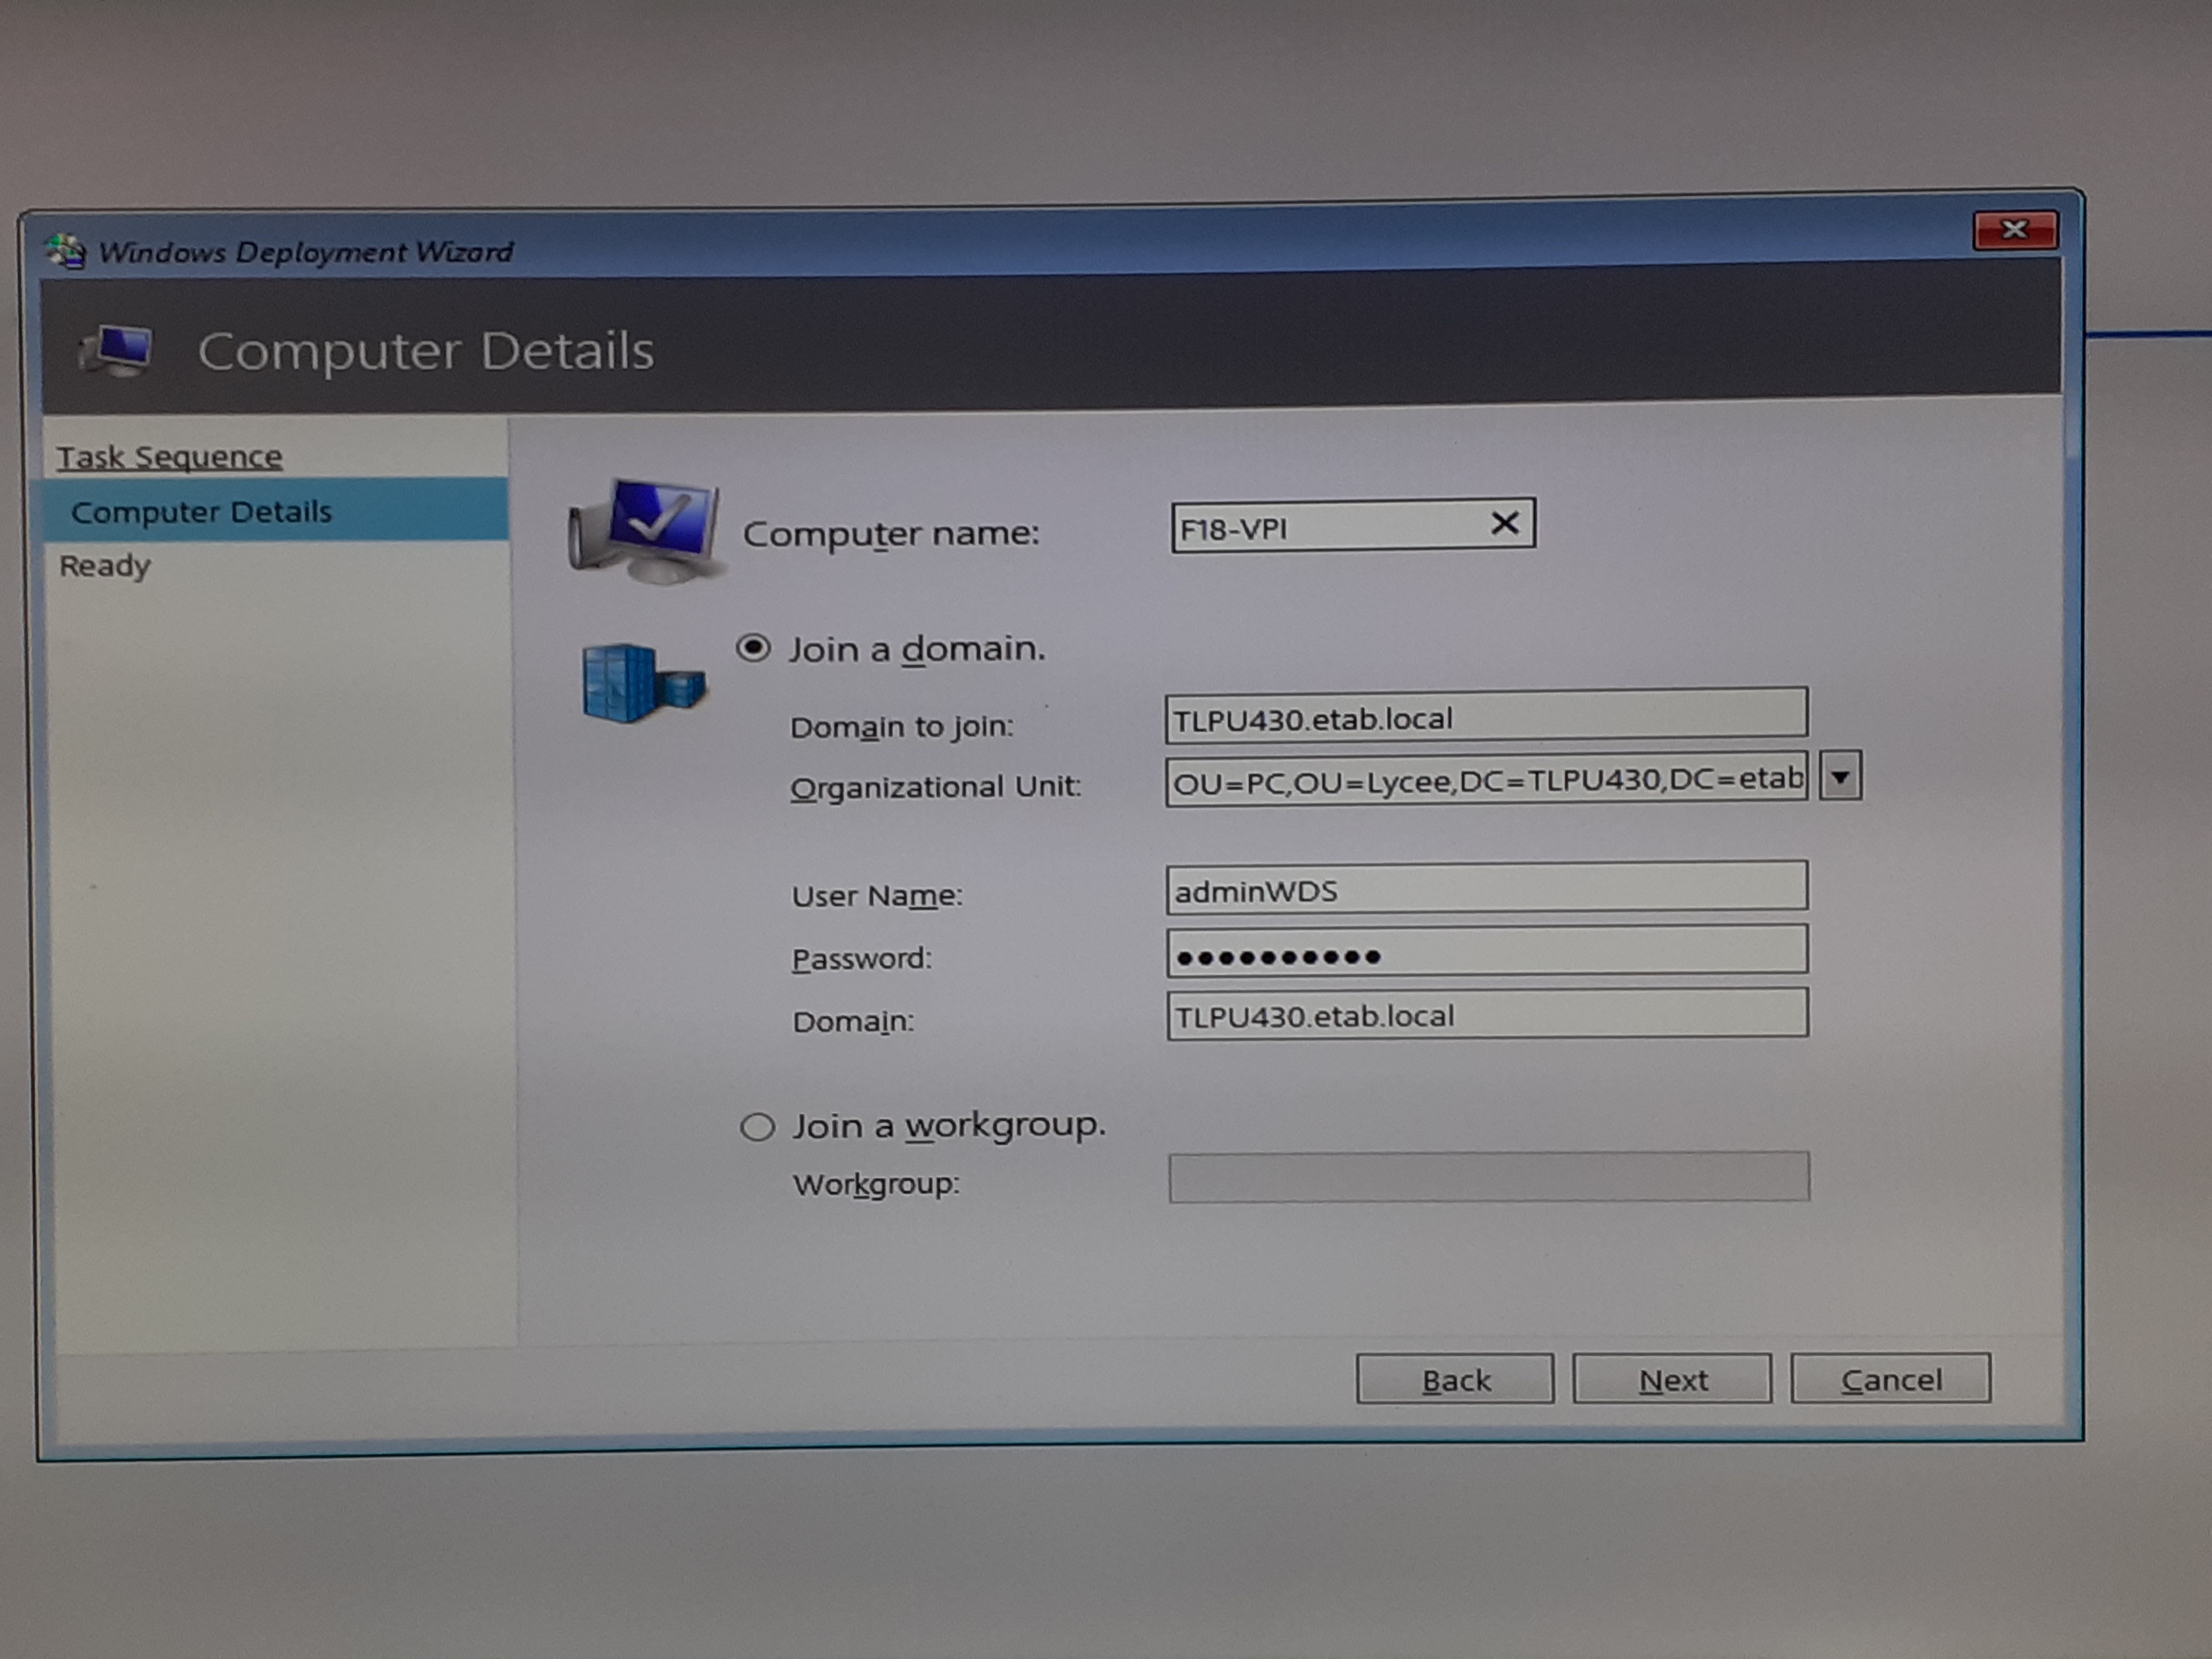 Windows Deployment Wizard
Computer Details
Task Sequence
Computer Details
Ready
Computer name: F18-VPI
Join a domain.
Domain to join: TLPU430.etab.local
Organizational Unit: OU=PC,OU=Lycee,DC=TLPU430,DC=etab
User Name: adminWDS
Password: ●●●●●●●●●●
Domain: TLPU430.etab.local
Join a workgroup.
Workgroup:
Back Next Cancel